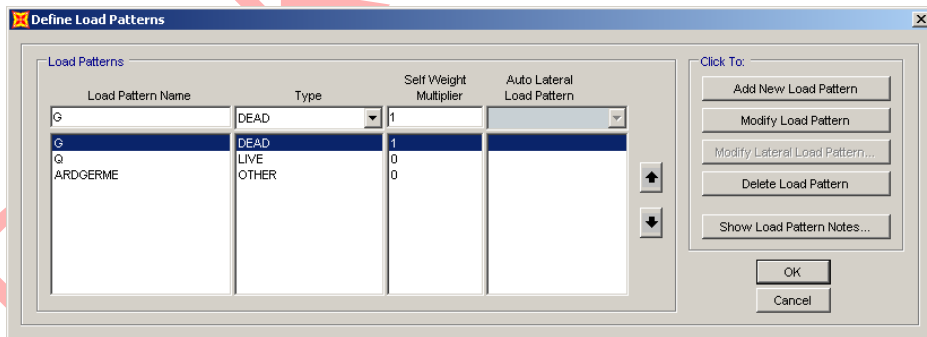 Define Load Patterns
Load Patterns
Click To:
Load Pattern Name Type Self Weight Multiplier Auto Lateral Load Pattern
G DEAD 1
G DEAD 1
Q LIVE 0
ARDGERME OTHER 0
Add New Load Pattern
Modify Load Pattern
Modify Lateral Load Pattern...
Delete Load Pattern
Show Load Pattern Notes...
OK
Cancel